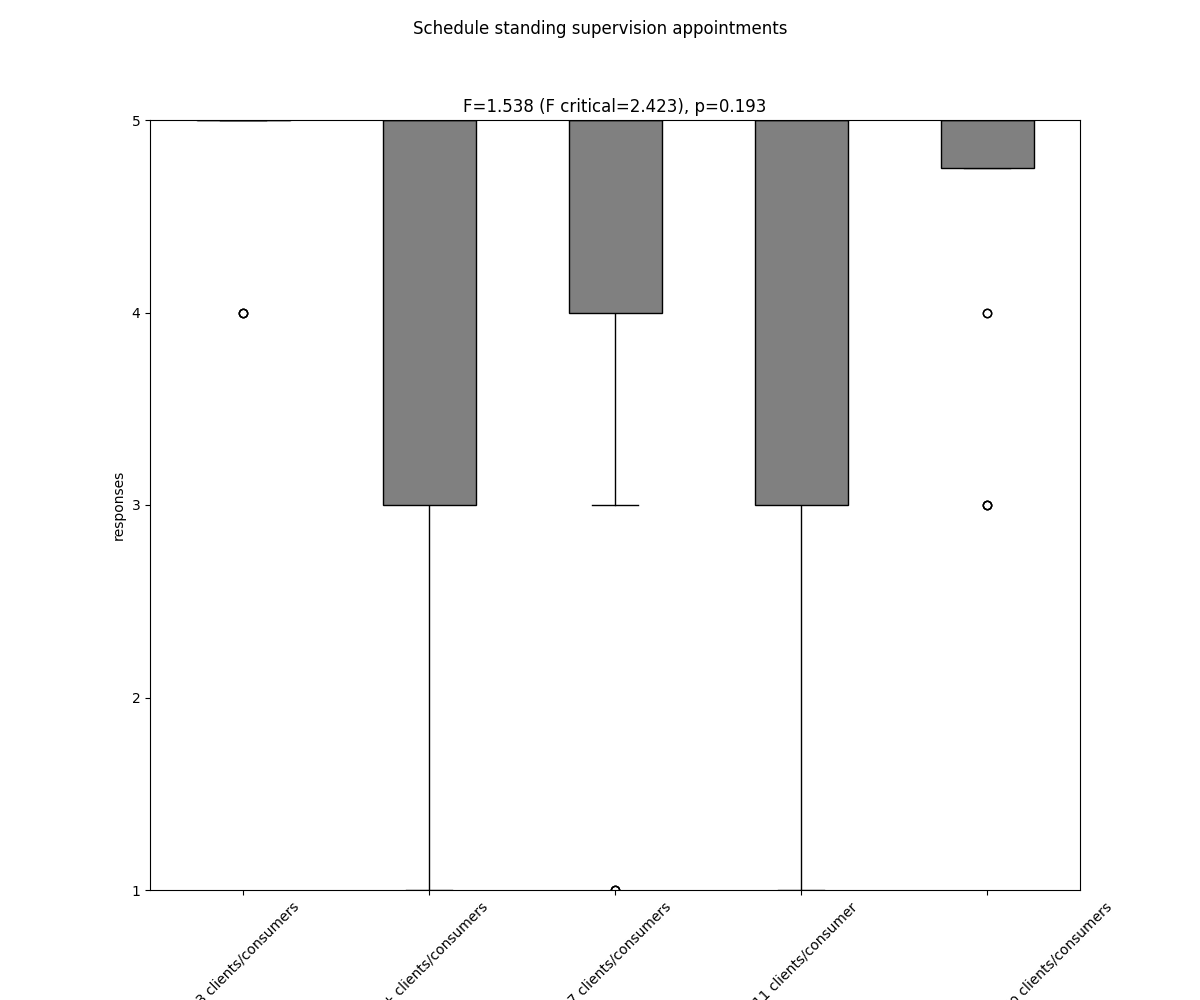 Schedule standing supervision appointments
F=1.538 (F critical=2.423), p=0.193
5
4
3
2
1
responses
3 clients/consumers
clients/consumers
7 clients/consumers
11 clients/consumer
clients/consumers